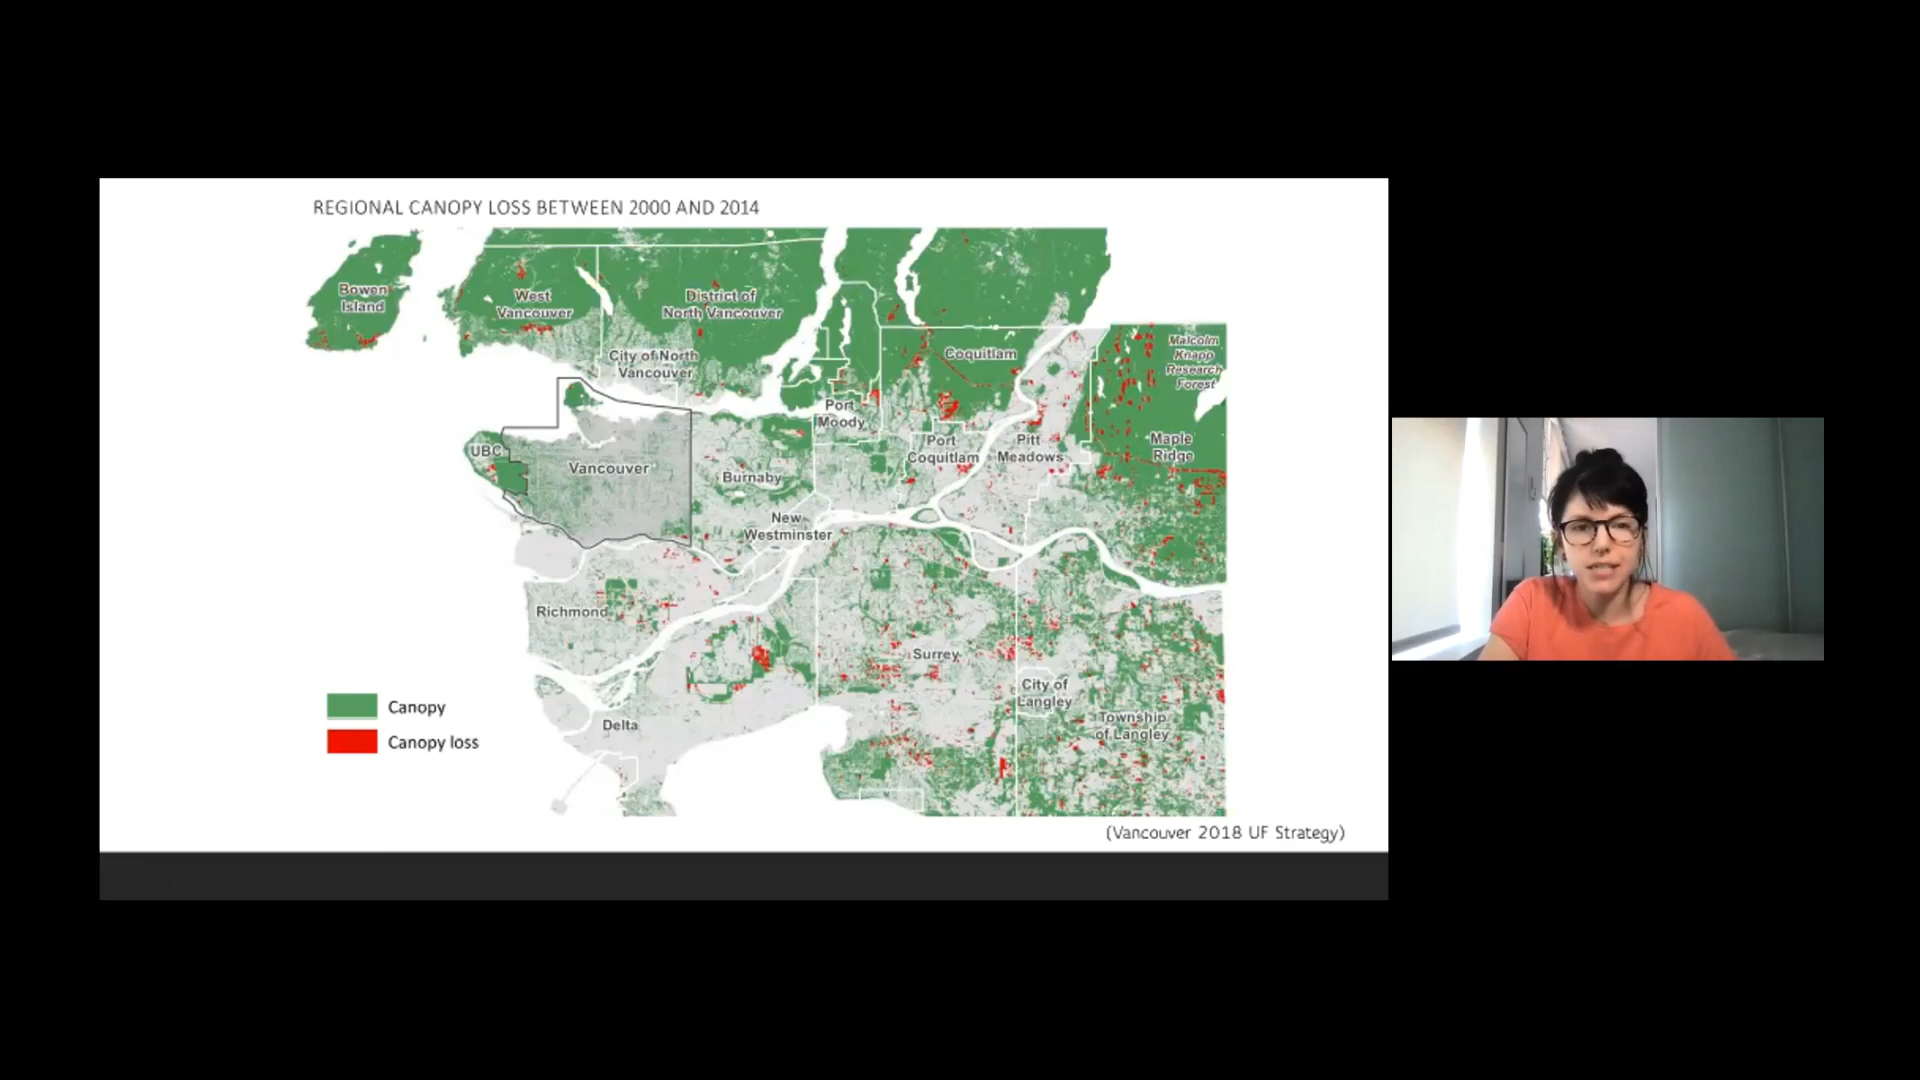 REGIONAL CANOPY LOSS BETWEEN 2000 AND 2014
Bowen
Island
West
Vancouver
District of
North Vancouver
City of North
Vancouver
Coquitlam
Malcolm
Knapp
Research
Forest
Port
Moody
UBC
Vancouver
Burnaby
Port
Coquitlam
Pitt
Meadows
Maple
Ridge
New
Westminster
Richmond
Surrey
City of
Langley
Township
of Langley
Delta
Canopy
Canopy loss
(Vancouver 2018 UF Strategy)